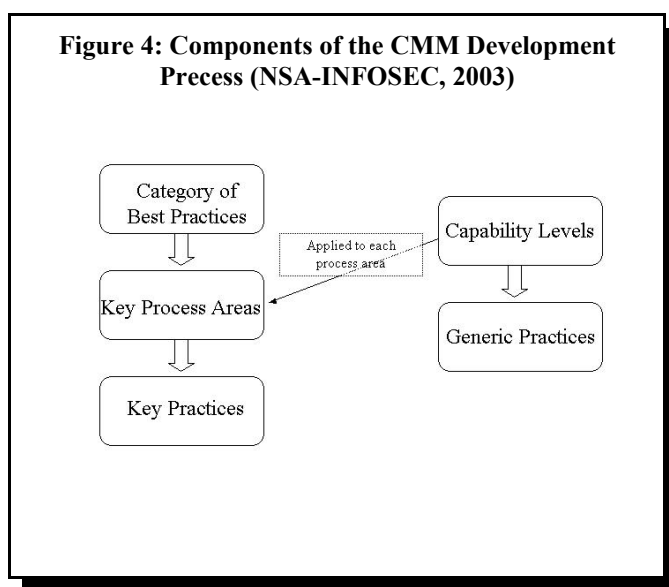 Figure 4: Components of the CMM Development
Precess (NSA-INFOSEC, 2003)
Category of
Best Practices
Applied to each
process area
Capability Levels
Key Process Areas
Generic Practices
Key Practices